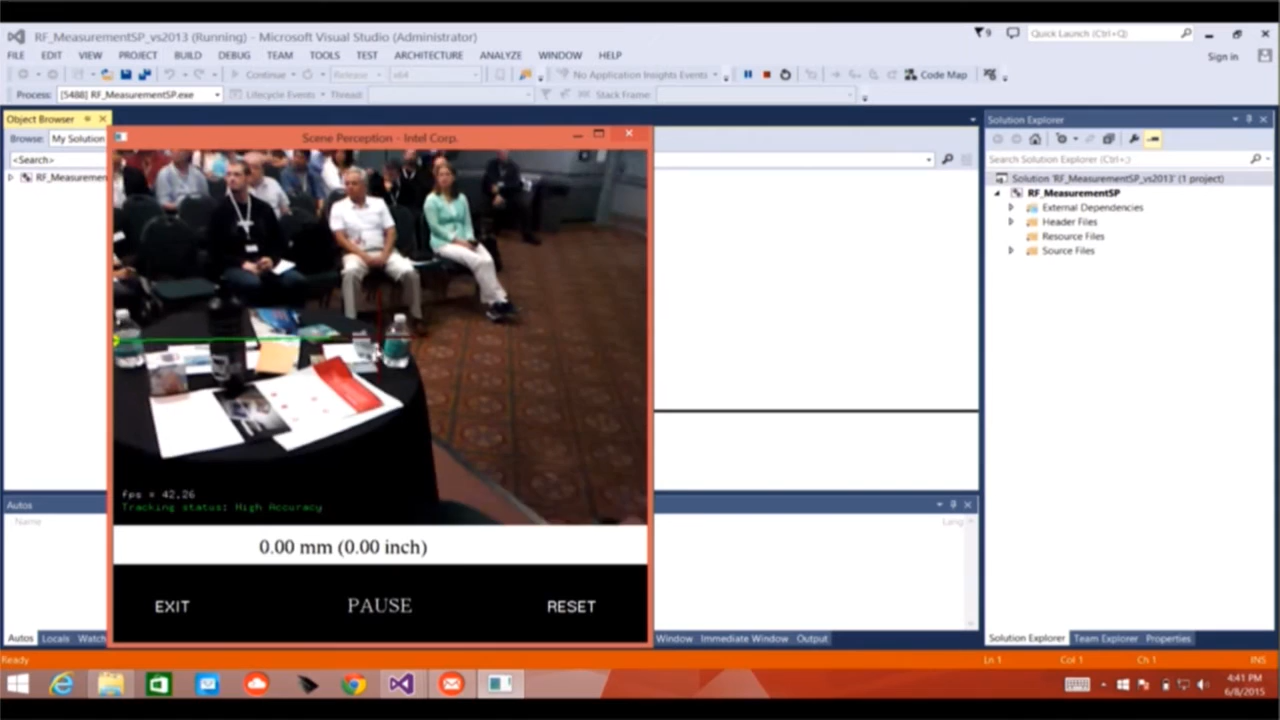 RF_MeasurementSP_vs2013 (Running) - Microsoft Visual Studio (Administrator)
9
Quick Launch (Ctrl+Q)
FILE EDIT VIEW PROJECT BUILD DEBUG TEAM TOOLS TEST ARCHITECTURE ANALYZE WINDOW HELP
Sign in
Continue Release x64 No Application Insights Events Code Map
Process: [5488] RF_MeasurementSP.exe Lifecycle Events Thread: Stack Frame:
Object Browser
Solution Explorer
Browse: My Solution
Scene Perception - Intel Corp.
<Search>
Search Solution Explorer (Ctrl+;)
RF_Measuremen
Solution 'RF_MeasurementSP_vs2013' (1 project)
RF_MeasurementSP
External Dependencies
Header Files
Resource Files
Source Files
fps = 42.26
Tracking status: High Accuracy
Autos
Name
Lang
0.00 mm (0.00 inch)
EXIT PAUSE RESET
Autos Locals Watch
Window Immediate Window Output
Solution Explorer Team Explorer Properties
Ready
Ln 1 Col 1 Ch 1 INS
4:41 PM
6/8/2015